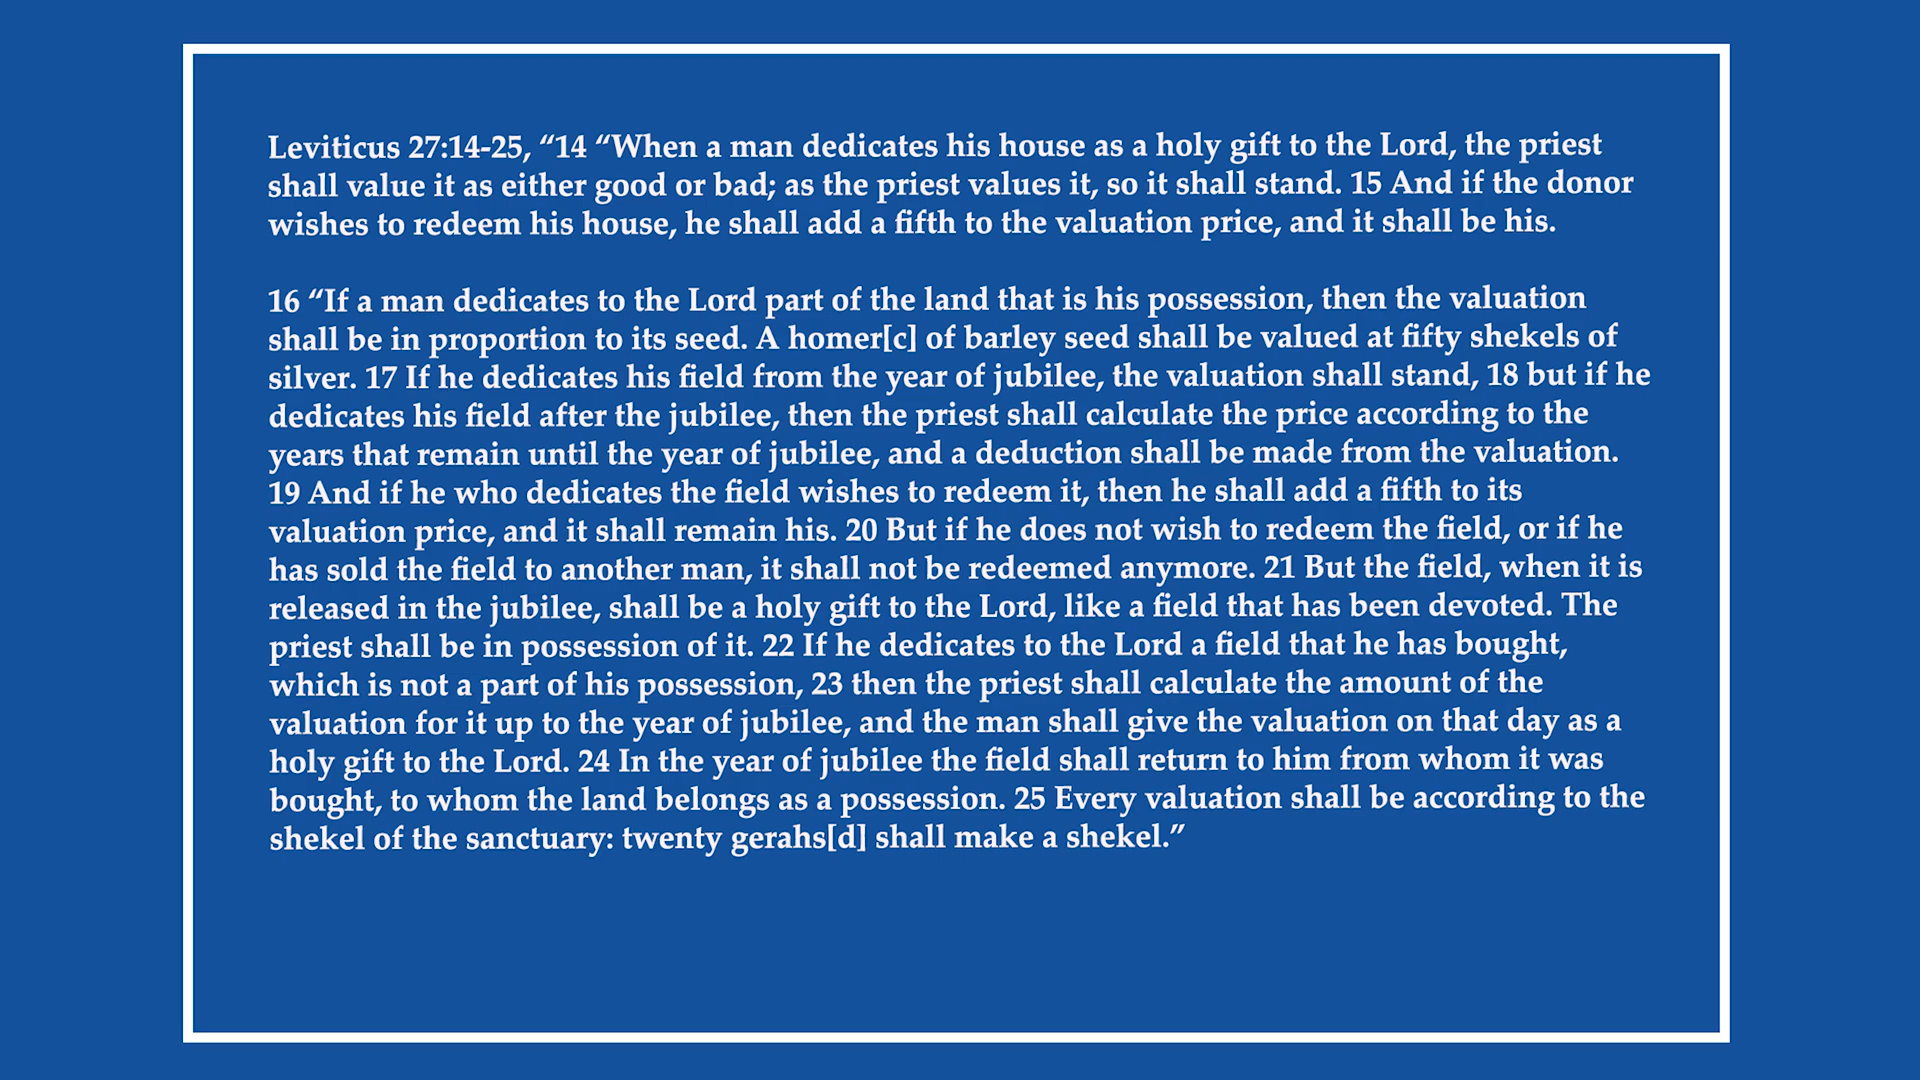 Leviticus 27:14-25, “14 “When a man dedicates his house as a holy gift to the Lord, the priest
shall value it as either good or bad; as the priest values it, so it shall stand. 15 And if the donor
wishes to redeem his house, he shall add a fifth to the valuation price, and it shall be his.
16 “If a man dedicates to the Lord part of the land that is his possession, then the valuation
shall be in proportion to its seed. A homer[c] of barley seed shall be valued at fifty shekels of
silver. 17 If he dedicates his field from the year of jubilee, the valuation shall stand, 18 but if he
dedicates his field after the jubilee, then the priest shall calculate the price according to the
years that remain until the year of jubilee, and a deduction shall be made from the valuation.
19 And if he who dedicates the field wishes to redeem it, then he shall add a fifth to its
valuation price, and it shall remain his. 20 But if he does not wish to redeem the field, or if he
has sold the field to another man, it shall not be redeemed anymore. 21 But the field, when it is
released in the jubilee, shall be a holy gift to the Lord, like a field that has been devoted. The
priest shall be in possession of it. 22 If he dedicates to the Lord a field that he has bought,
which is not a part of his possession, 23 then the priest shall calculate the amount of the
valuation for it up to the year of jubilee, and the man shall give the valuation on that day as a
holy gift to the Lord. 24 In the year of jubilee the field shall return to him from whom it was
bought, to whom the land belongs as a possession. 25 Every valuation shall be according to the
shekel of the sanctuary: twenty gerahs[d] shall make a shekel.”